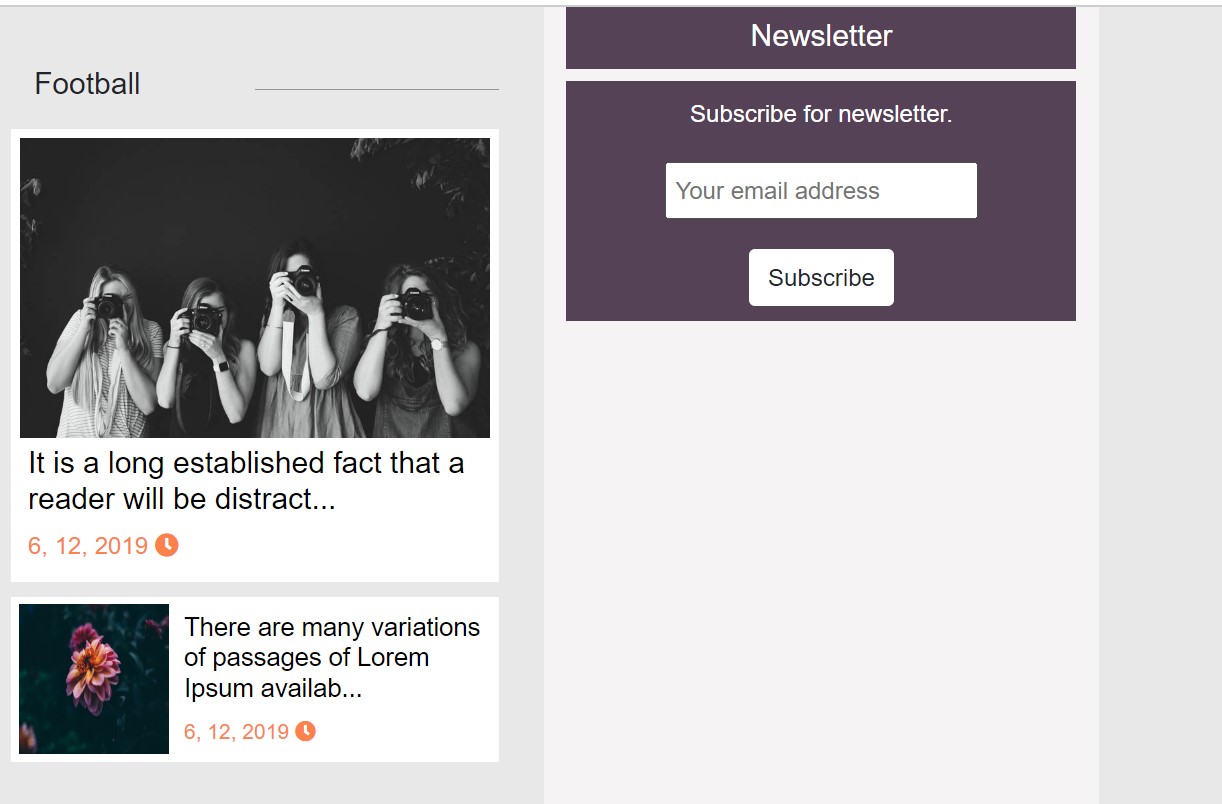 Football
It is a long established fact that a
reader will be distract...
6, 12, 2019
There are many variations
of passages of Lorem
Ipsum availab...
6, 12, 2019
Newsletter
Subscribe for newsletter.
Your email address
Subscribe